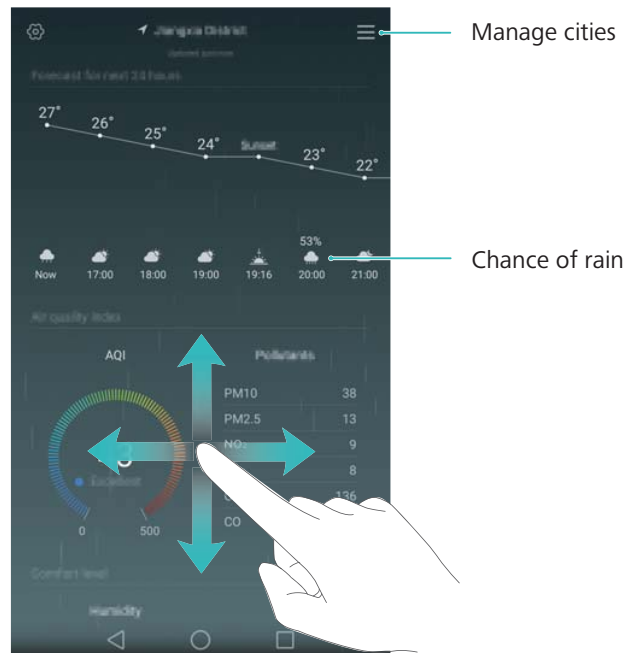 Jiangxia District
Manage cities
Forecast for next 24 hours
27°
26°
25°
24°
Sunset
23°
22°
53%
Chance of rain
Now
17:00
18:00
19:00
19:16
20:00
21:00
Air quality index
AQI
Pollutants
PM10
38
PM2.5
13
NO₂
9
8
136
Excellent
0
500
CO
Comfort level
Humidity